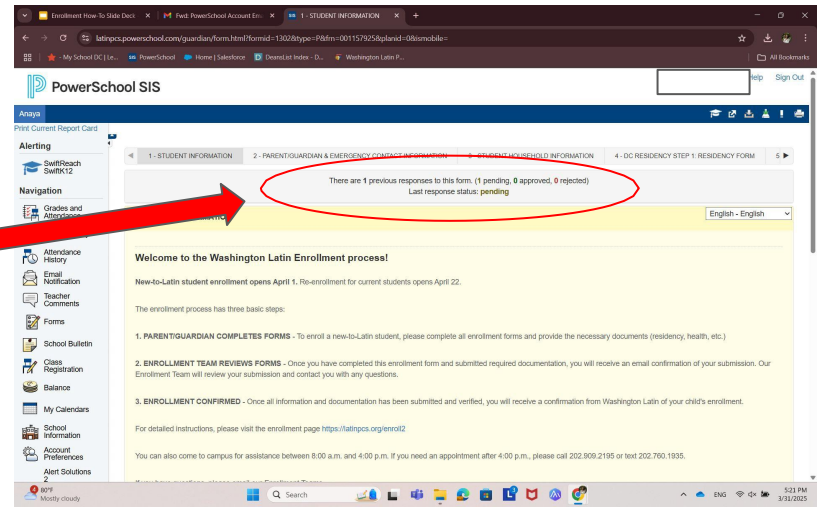 Enrollment How-To Slide Deck
Fwd: PowerSchool Account Em
1 - STUDENT INFORMATION
latinpcs.powerschool.com/guardian/form.html?formid=1302&type=P&frn=001157925&planid=0&ismobile=
- My School DC | Le...
PowerSchool
Home | Salesforce
DeansList Index - D...
Washington Latin P...
All Bookmarks
PowerSchool SIS
Help
Sign Out
Anaya
Print Current Report Card
Alerting
SwiftReach
SwiftK12
Navigation
Grades and
Attendance
Attendance
History
Email
Notification
Teacher
Comments
Forms
School Bulletin
Class
Registration
Balance
My Calendars
School
Information
Account
Preferences
Alert Solutions
2
1 - STUDENT INFORMATION
2 - PARENT/GUARDIAN & EMERGENCY CONTACT INFORMATION
3 - STUDENT HOUSEHOLD INFORMATION
4 - DC RESIDENCY STEP 1: RESIDENCY FORM
5
There are 1 previous responses to this form. (1 pending, 0 approved, 0 rejected)
Last response status: pending
English - English
Welcome to the Washington Latin Enrollment process!
New-to-Latin student enrollment opens April 1. Re-enrollment for current students opens April 22.
The enrollment process has three basic steps:
1. PARENT/GUARDIAN COMPLETES FORMS - To enroll a new-to-Latin student, please complete all enrollment forms and provide the necessary documents (residency, health, etc.)
2. ENROLLMENT TEAM REVIEWS FORMS - Once you have completed this enrollment form and submitted required documentation, you will receive an email confirmation of your submission. Our
Enrollment Team will review your submission and contact you with any questions.
3. ENROLLMENT CONFIRMED - Once all information and documentation has been submitted and verified, you will receive a confirmation from Washington Latin of your child's enrollment.
For detailed instructions, please visit the enrollment page https://latinpcs.org/enroll2
You can also come to campus for assistance between 8:00 a.m. and 4:00 p.m. If you need an appointment after 4:00 p.m., please call 202.909.2195 or text 202.760.1935.
80°F
Mostly cloudy
Search
ENG
5:21 PM
3/31/2025